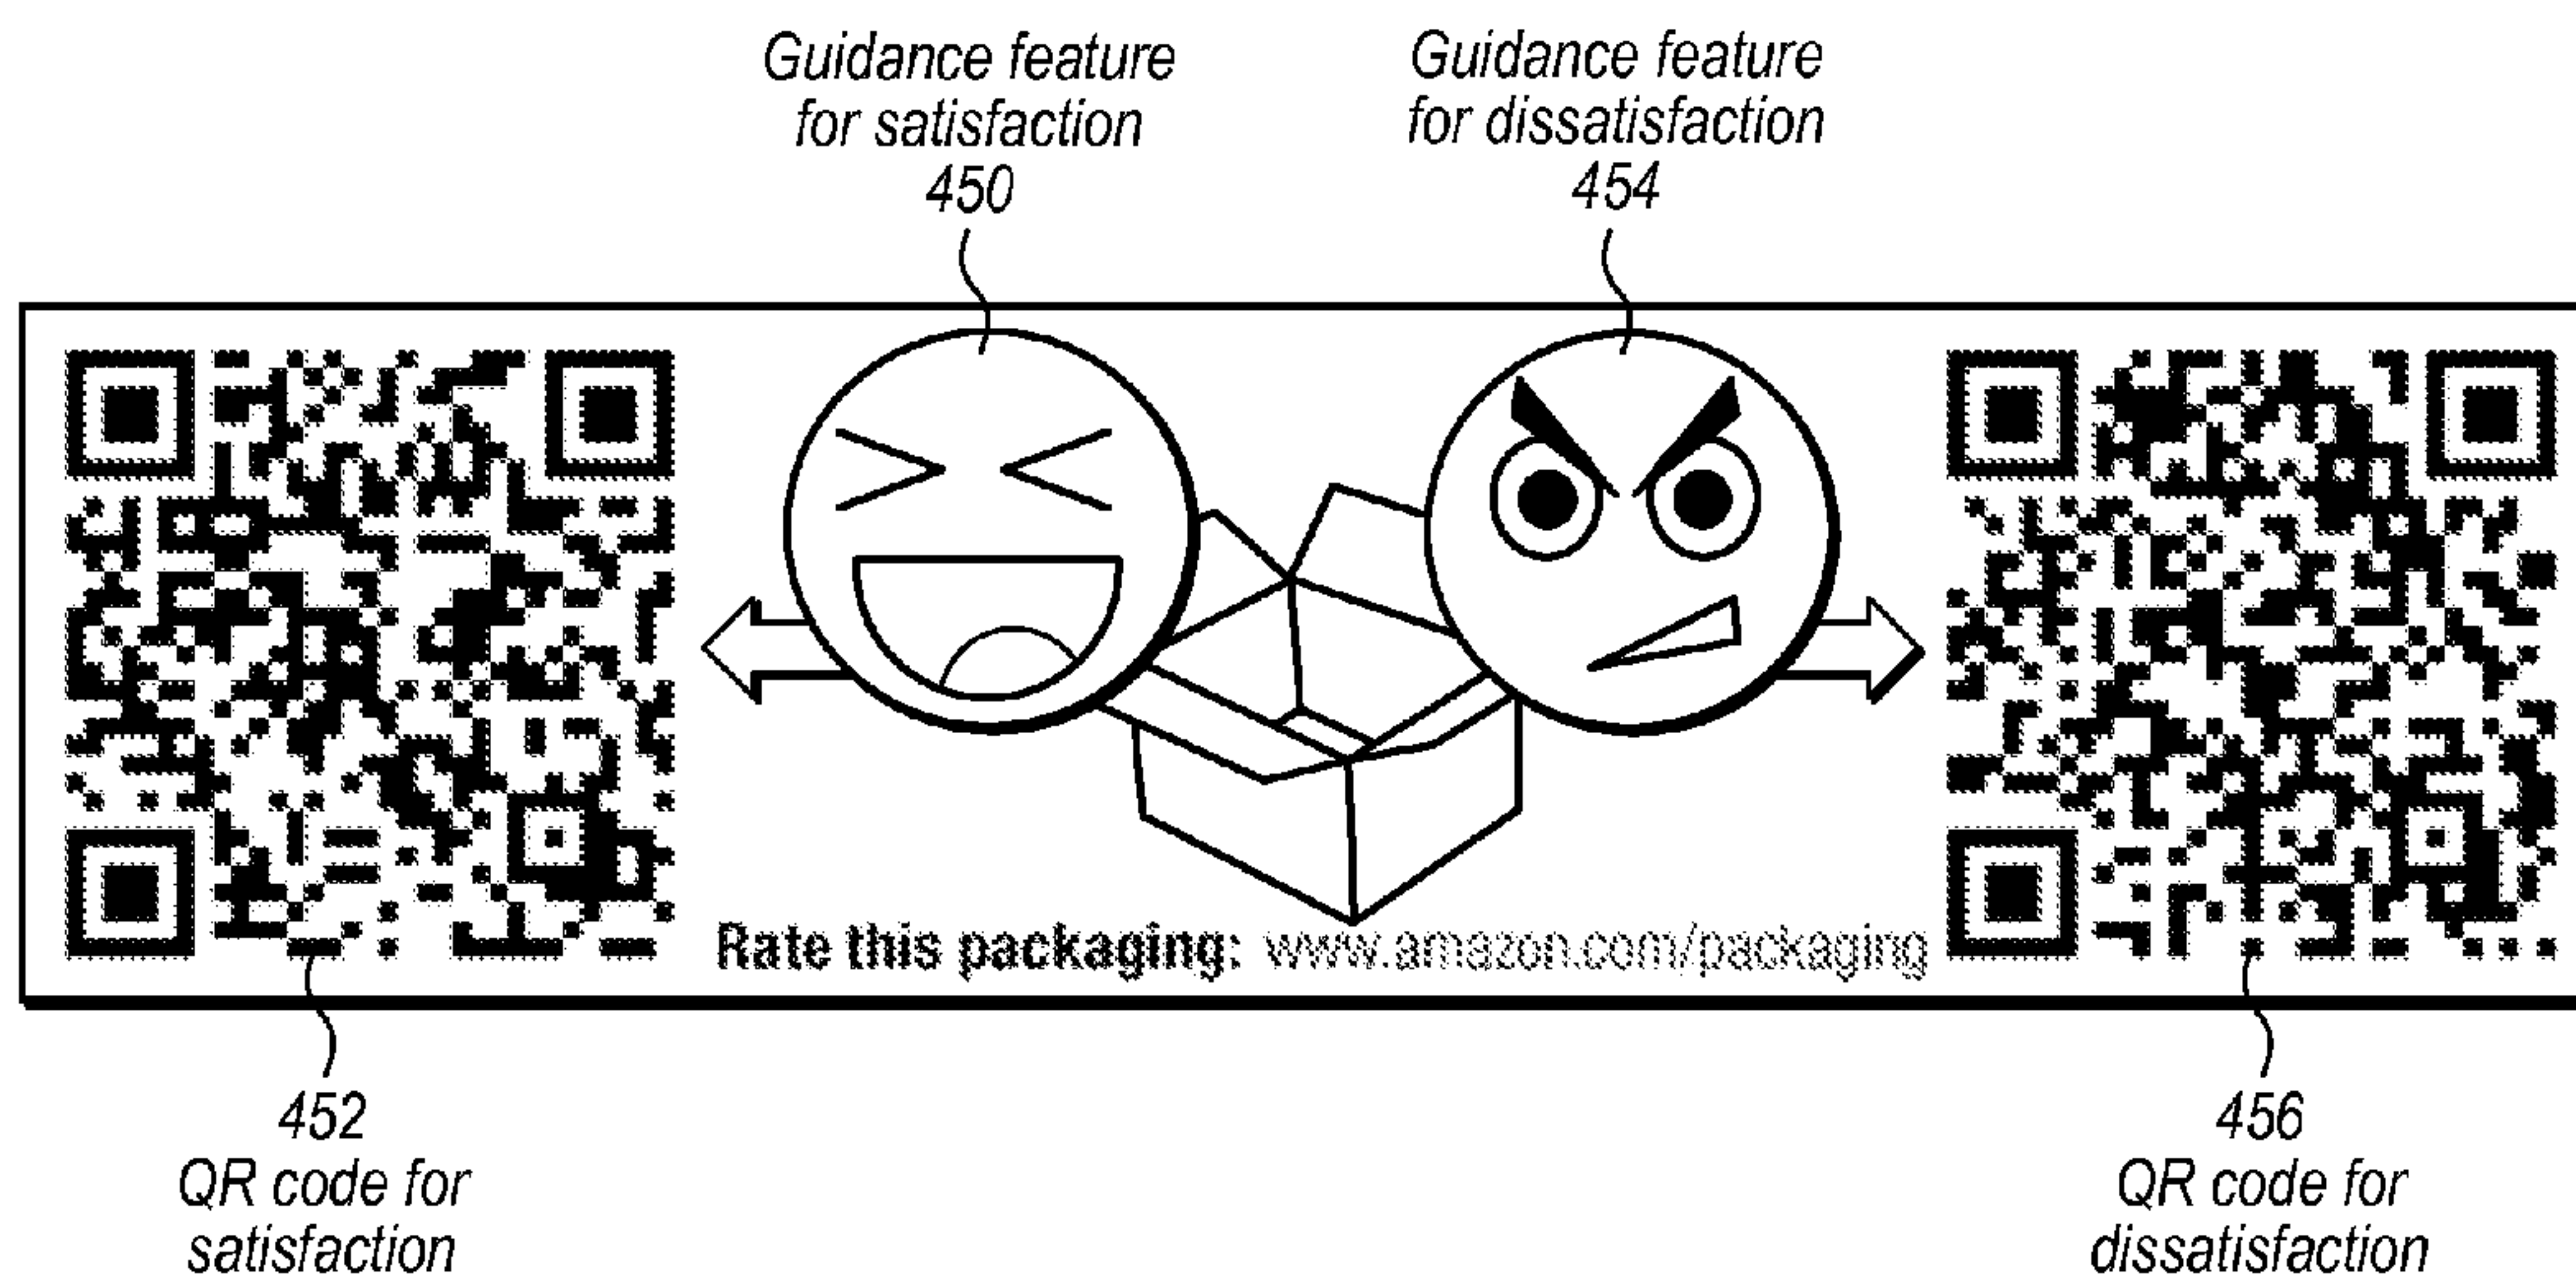 Guidance feature
for satisfaction
450
Guidance feature
for dissatisfaction
454
Rate this packaging: www.amazon.com/packaging
452
QR code for
satisfaction
456
QR code for
dissatisfaction